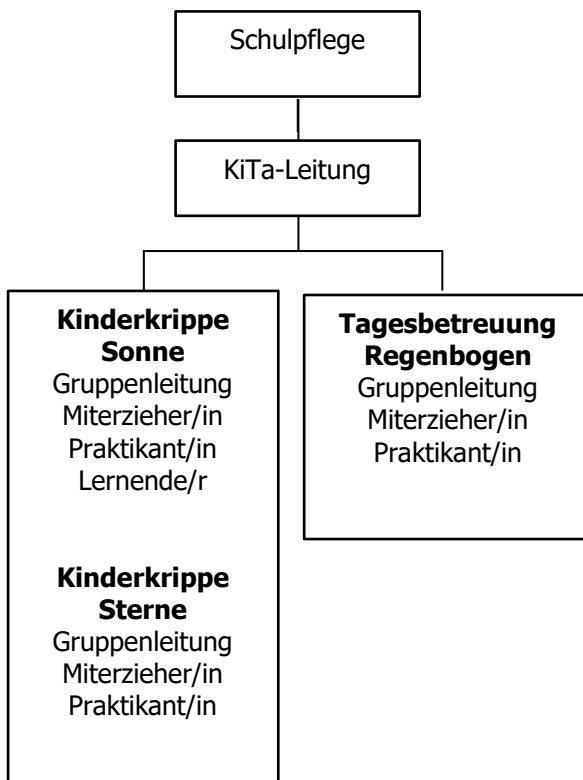 Schulpflege
KiTa-Leitung
Kinderkrippe
Sonne
Gruppenleitung
Miterzieher/in
Praktikant/in
Lernende/r
Kinderkrippe
Sterne
Gruppenleitung
Miterzieher/in
Praktikant/in
Tagesbetreuung
Regenbogen
Gruppenleitung
Miterzieher/in
Praktikant/in